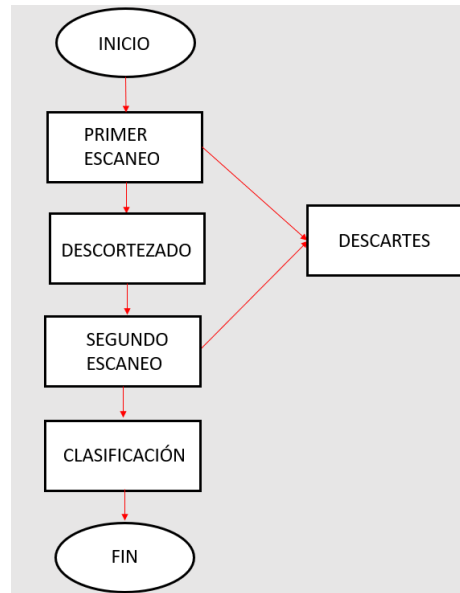 INICIO
PRIMER
ESCANEO
DESCORTEZADO
DESCARTES
SEGUNDO
ESCANEO
CLASIFICACIÓN
FIN